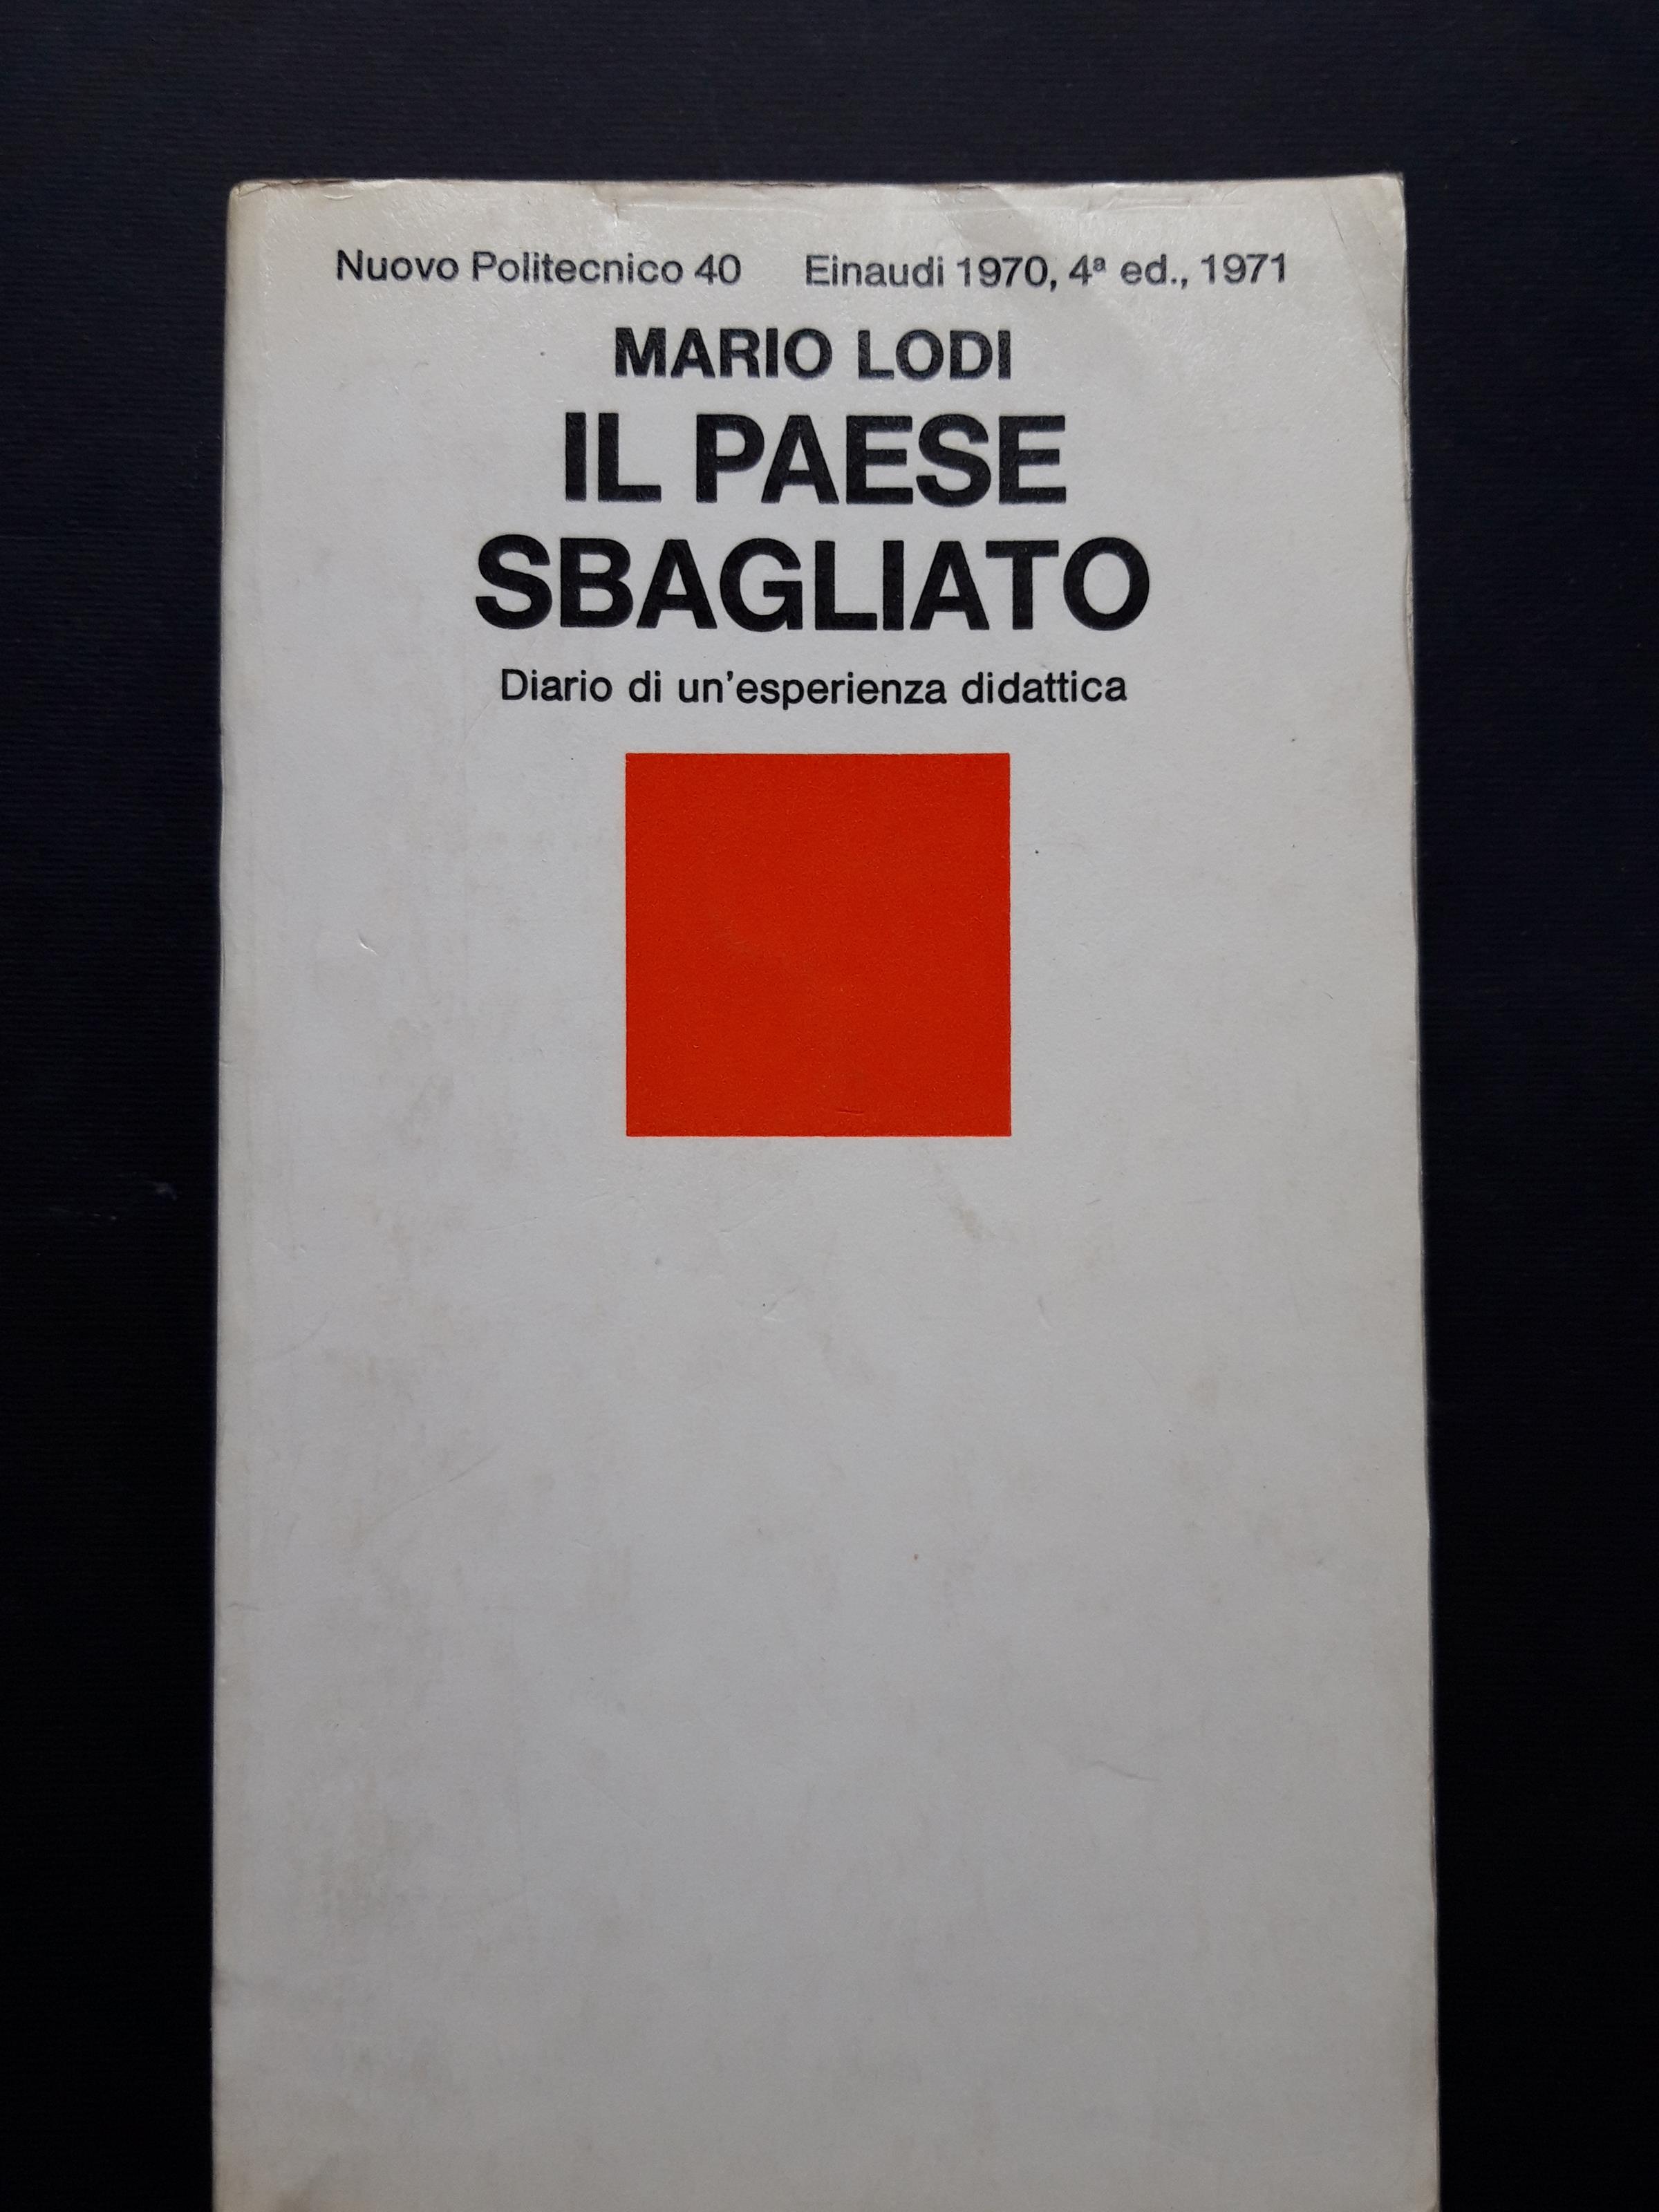 Nuovo Politecnico 40 Einaudi 1970, 4ª ed., 1971
MARIO LODI
IL PAESE
SBAGLIATO
Diario di un'esperienza didattica